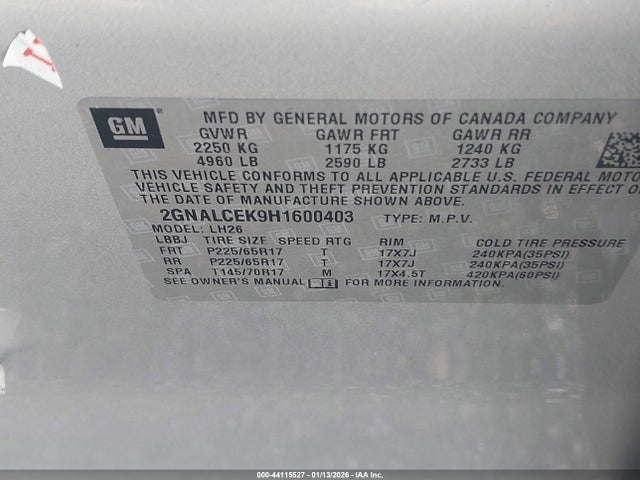 GM
MFD BY GENERAL MOTORS OF CANADA COMPANY
GVWR GAWR FRT GAWR RR
2250 KG 1175 KG 1240 KG
4960 LB 2590 LB 2733 LB
THIS VEHICLE CONFORMS TO ALL APPLICABLE U.S. FEDERAL MOTOR
VEHICLE SAFETY AND THEFT PREVENTION STANDARDS IN EFFECT O
THE DATE OF MANUFACTURE SHOWN ABOVE.
2GNALCEK9H1600403 TYPE: M.P.V.
MODEL: LH26
LBBJ TIRE SIZE SPEED RTG RIM COLD TIRE PRESSURE
FRT P225/65R17 T 17X7J 240KPA(35PSI)
RR P225/65R17 T 17X7J 240KPA(35PSI)
SPA T145/70R17 M 17X4.5T 420KPA(60PSI)
SEE OWNER'S MANUAL FOR MORE INFORMATION.
000-44115527 - 01/13/2026 - IAA Inc.